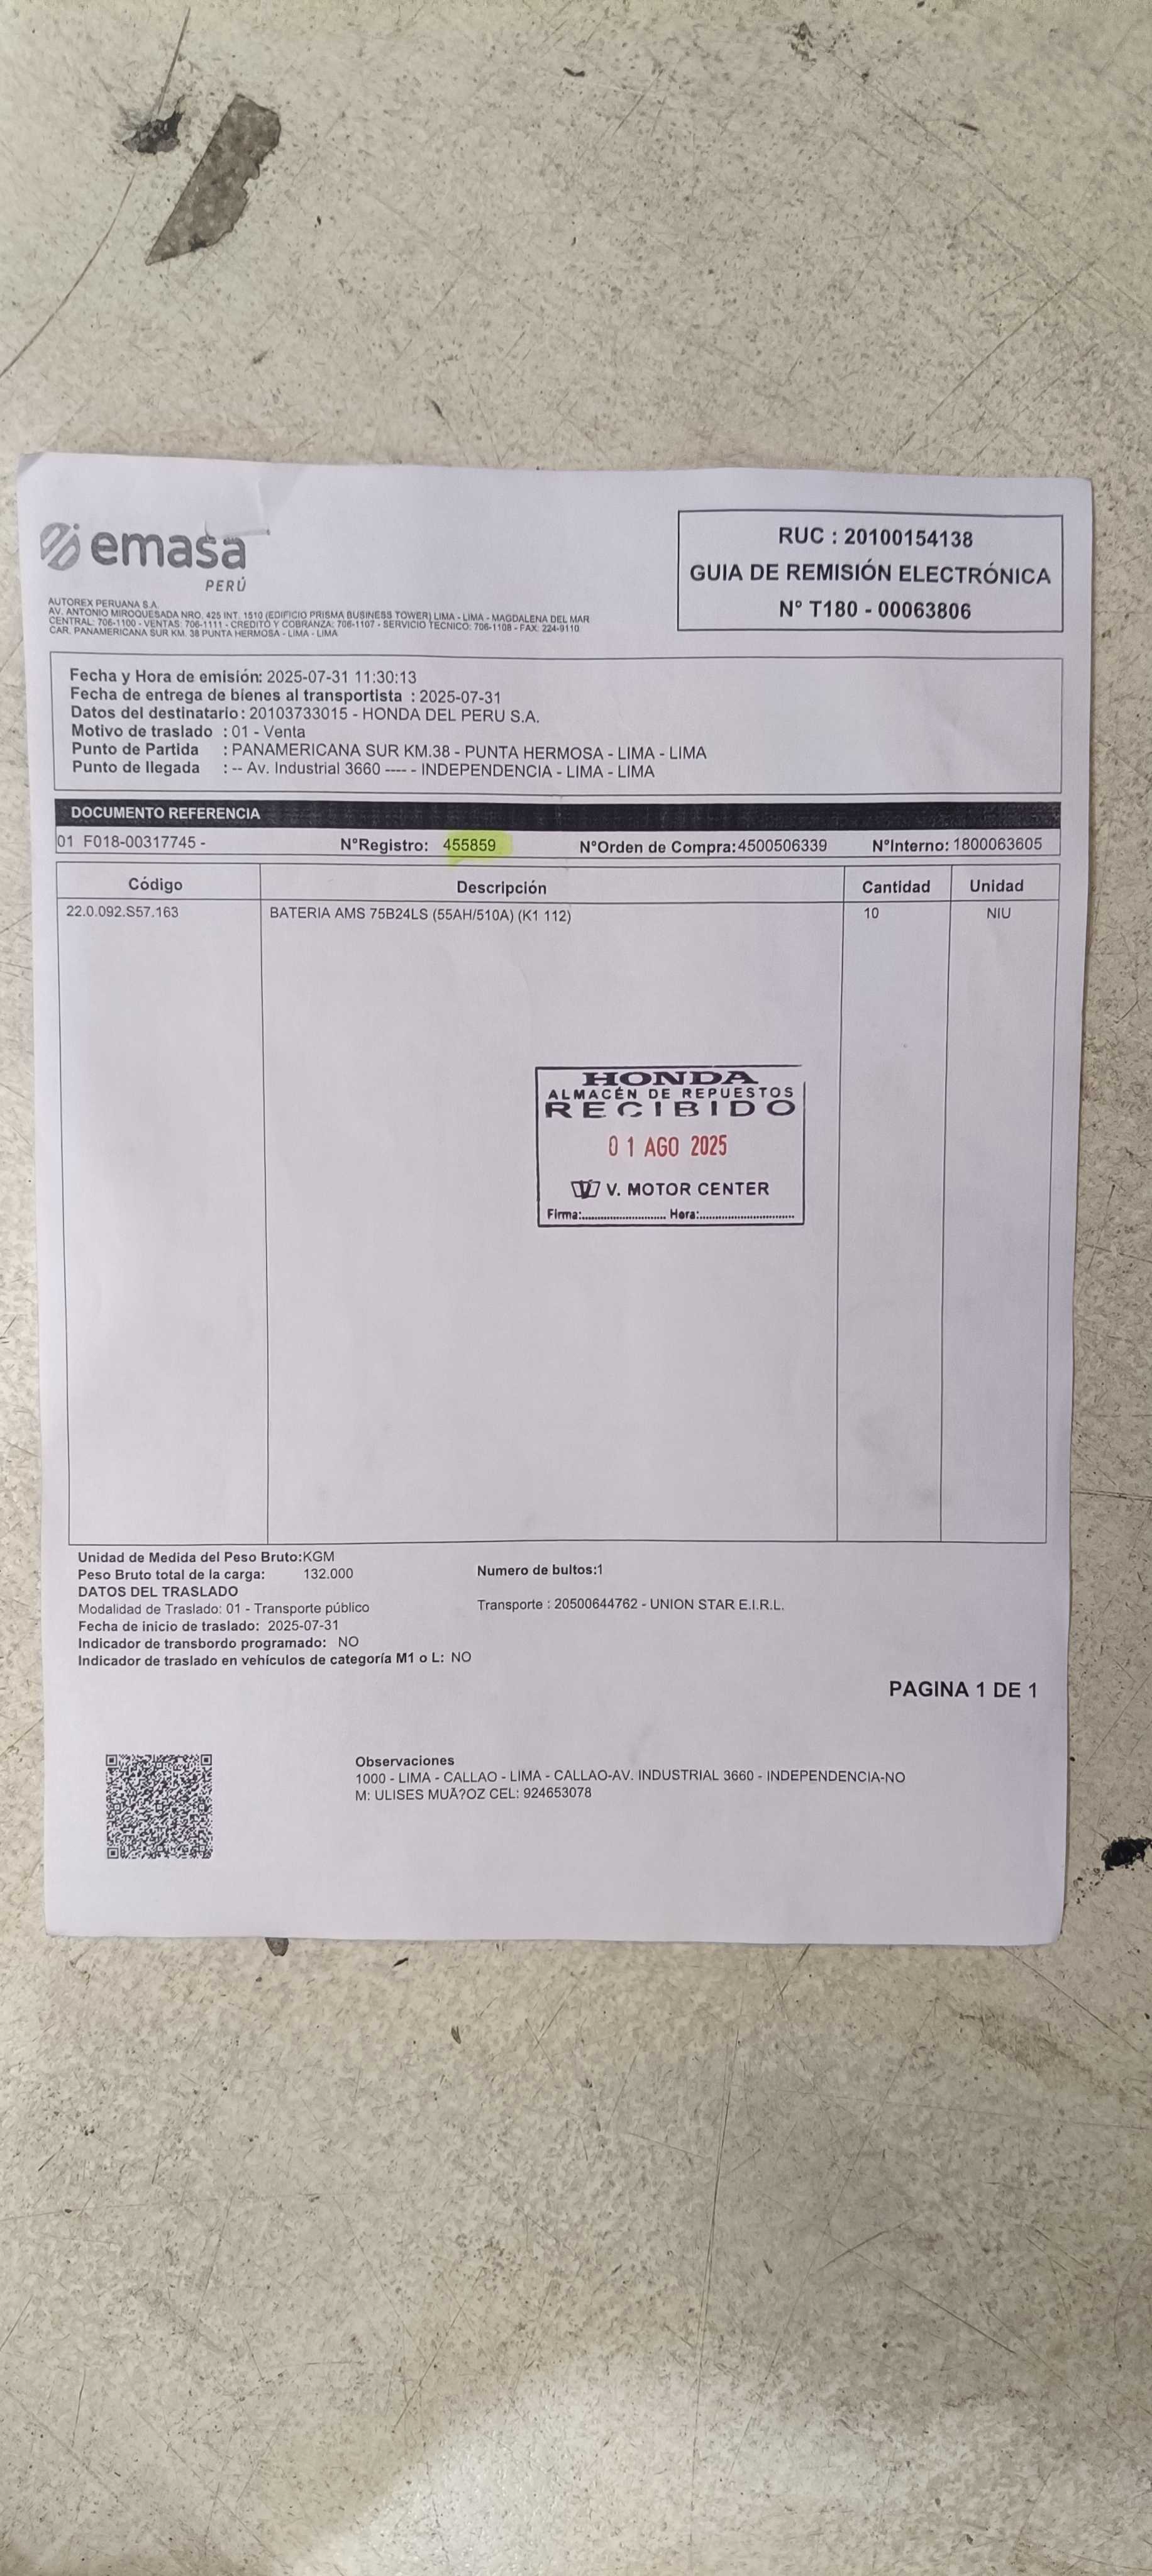 emasa
PERÚ
AUTOREX PERUANA S.A.
AV. ANTONIO MIROQUESADA NRO. 425 INT. 1510 (EDIFICIO PRISMA BUSINESS TOWER) LIMA - LIMA - MAGDALENA DEL MAR
CENTRAL: 706-1100 - VENTAS: 706-1111 - CREDITO Y COBRANZA: 706-1107 - SERVICIO TECNICO: 706-1108 - FAX: 224-9110
CAR. PANAMERICANA SUR KM. 38 PUNTA HERMOSA - LIMA - LIMA
RUC : 20100154138
GUIA DE REMISIÓN ELECTRÓNICA
N° T180 - 00063806
Fecha y Hora de emisión: 2025-07-31 11:30:13
Fecha de entrega de bienes al transportista : 2025-07-31
Datos del destinatario : 20103733015 - HONDA DEL PERU S.A.
Motivo de traslado : 01 - Venta
Punto de Partida : PANAMERICANA SUR KM.38 - PUNTA HERMOSA - LIMA - LIMA
Punto de llegada : -- Av. Industrial 3660 ---- - INDEPENDENCIA - LIMA - LIMA
DOCUMENTO REFERENCIA
01 F018-00317745 - N°Registro: 455859 N°Orden de Compra:4500506339 N°Interno: 1800063605
Código Descripción Cantidad Unidad
22.0.092.S57.163 BATERIA AMS 75B24LS (55AH/510A) (K1 112) 10 NIU
HONDA
ALMACÉN DE REPUESTOS
RECIBIDO
01 AGO 2025
V. MOTOR CENTER
Firma:........................ Hora:...........................
Unidad de Medida del Peso Bruto:KGM
Peso Bruto total de la carga: 132.000
Numero de bultos:1
DATOS DEL TRASLADO
Modalidad de Traslado: 01 - Transporte público
Transporte : 20500644762 - UNION STAR E.I.R.L.
Fecha de inicio de traslado: 2025-07-31
Indicador de transbordo programado: NO
Indicador de traslado en vehículos de categoría M1 o L: NO
PAGINA 1 DE 1
Observaciones
1000 - LIMA - CALLAO - LIMA - CALLAO-AV. INDUSTRIAL 3660 - INDEPENDENCIA-NO
M: ULISES MUÃ?OZ CEL: 924653078